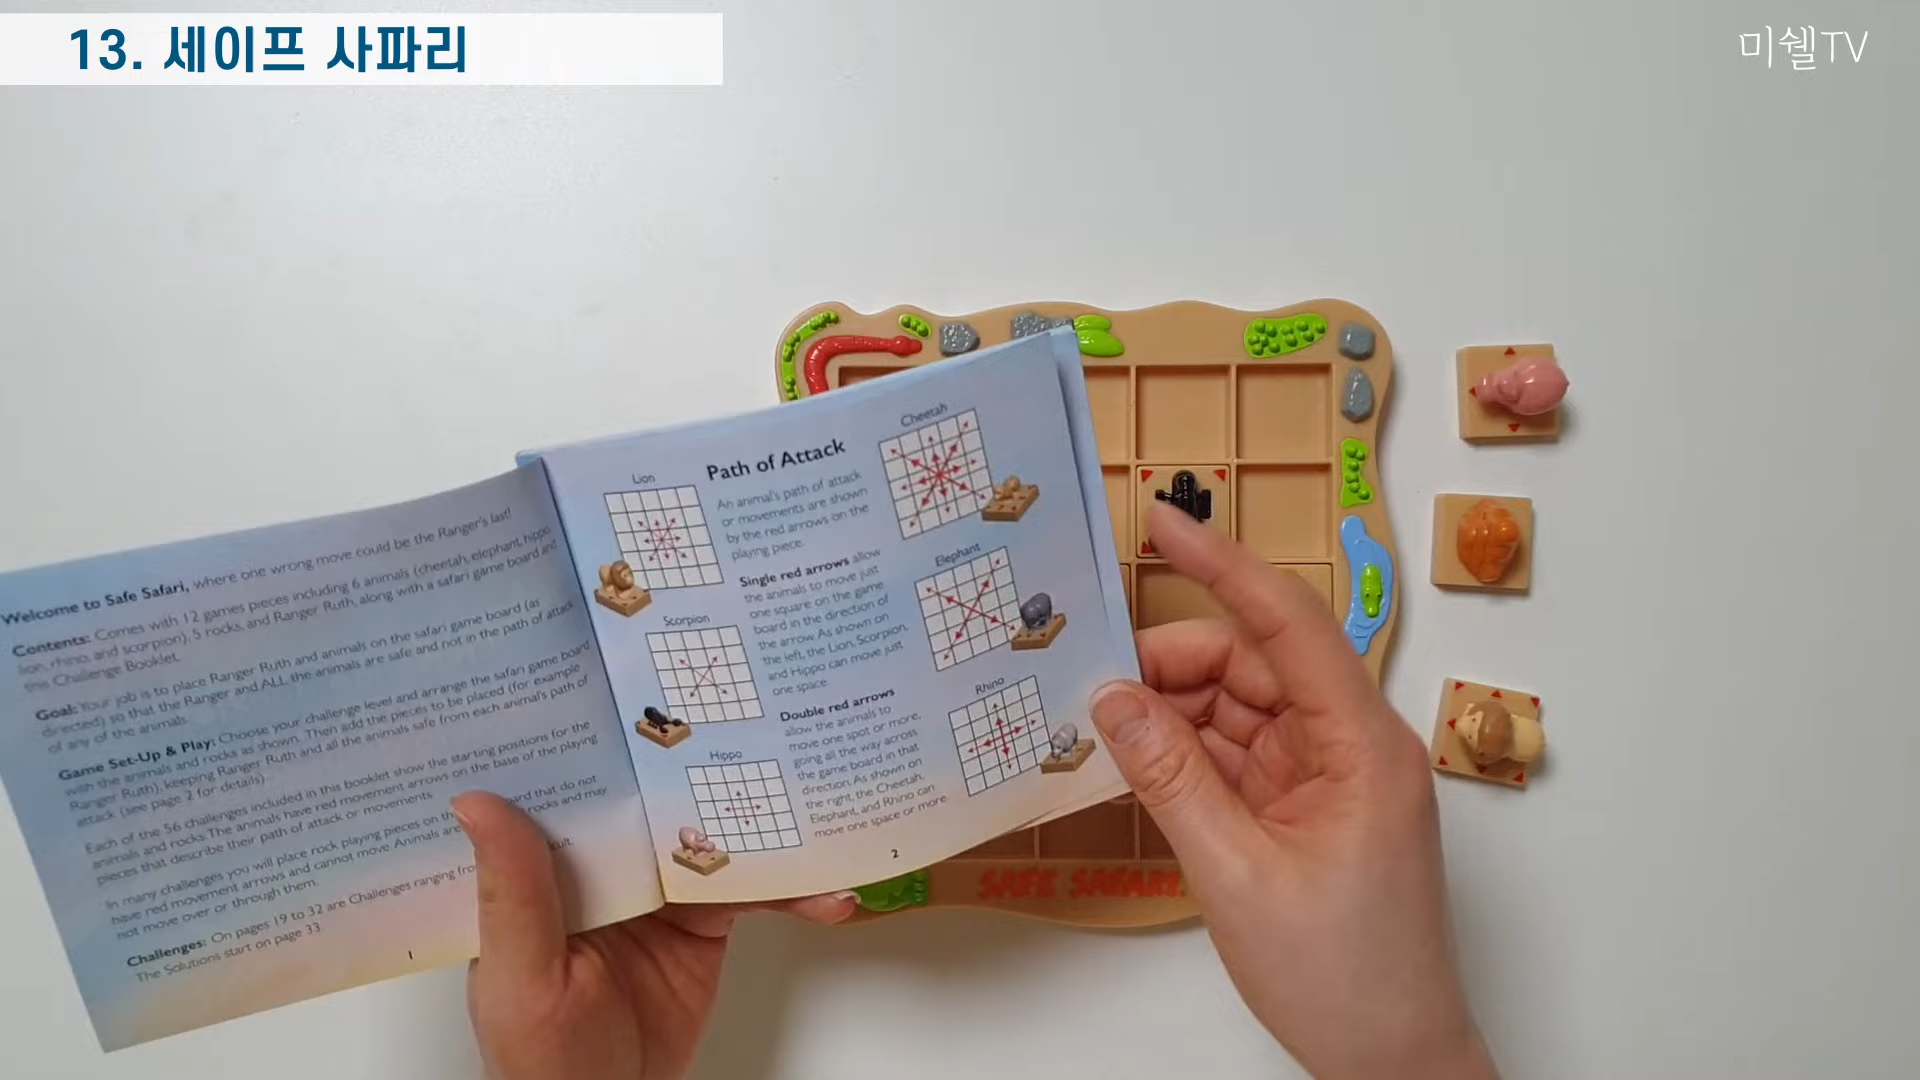 13. 세이프 사파리
미쉘TV
Welcome to Safe Safari, where one wrong move could be the Ranger's last!
Contents: Comes with 12 games pieces including 6 animals (cheetah, elephant, hippo
lion, rhino, and scorpion), 5 rocks, and Ranger Ruth, along with a safari game board and
this Challenge Booklet.
Goal: Your job is to place Ranger Ruth and animals on the safari game board (as
directed) so that the Ranger and ALL the animals are safe and not in the path of attack
of any of the animals.
Game Set-Up & Play: Choose your challenge level and arrange the safari game board
with the animals and rocks as shown. Then add the pieces to be placed (for example
Ranger Ruth), keeping Ranger Ruth and all the animals safe from each animal's path of
attack (see page 2 for details).
Each of the 56 challenges included in this booklet show the starting positions for the
animals and rocks. The animals have red movement arrows on the base of the playing
pieces that describe their path of attack or movements.
In many challenges you will place rock playing pieces on the board that do not
have red movement arrows and cannot move. Animals are rocks and may
not move over or through them.
Challenges: On pages 19 to 32 are Challenges ranging
The Solutions start on page 33.
1
Path of Attack
An animal's path of attack
or movements are shown
by the red arrows on the
playing piece.
Single red arrows allow
the animals to move just
one square on the game
board in the direction of
the arrow. As shown on
the left, the Lion, Scorpion,
and Hippo can move just
one space.
Double red arrows
allow the animals to
move one spot or more,
going all the way across
the game board in that
direction. As shown on
the right, the Cheetah,
Elephant, and Rhino can
move one space or more.
Lion
Scorpion
Hippo
Cheetah
Elephant
Rhino
2
SAFE SAFARI